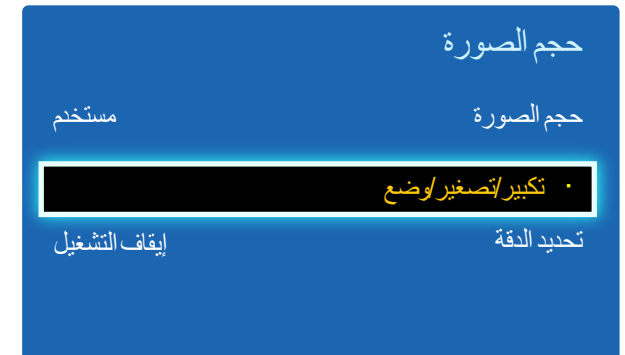 حجم الصورة
حجم الصورة مستخدم
· تكبير/تصغير/وضع
تحديد الدقة إيقاف التشغيل